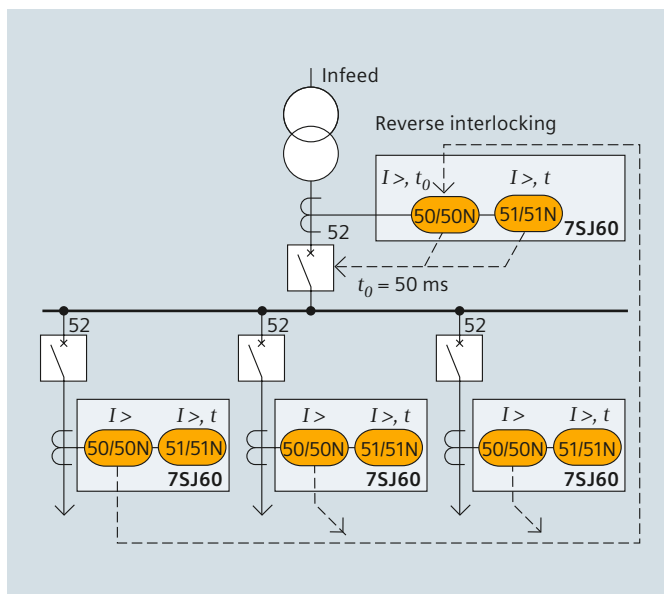 Infeed
Reverse interlocking
I >, t0 I >, t
50/50N 51/51N
7SJ60
52
t0 = 50 ms
52 52 52
I > I >, t I > I >, t I > I >, t
50/50N 51/51N 50/50N 51/51N 50/50N 51/51N
7SJ60 7SJ60 7SJ60